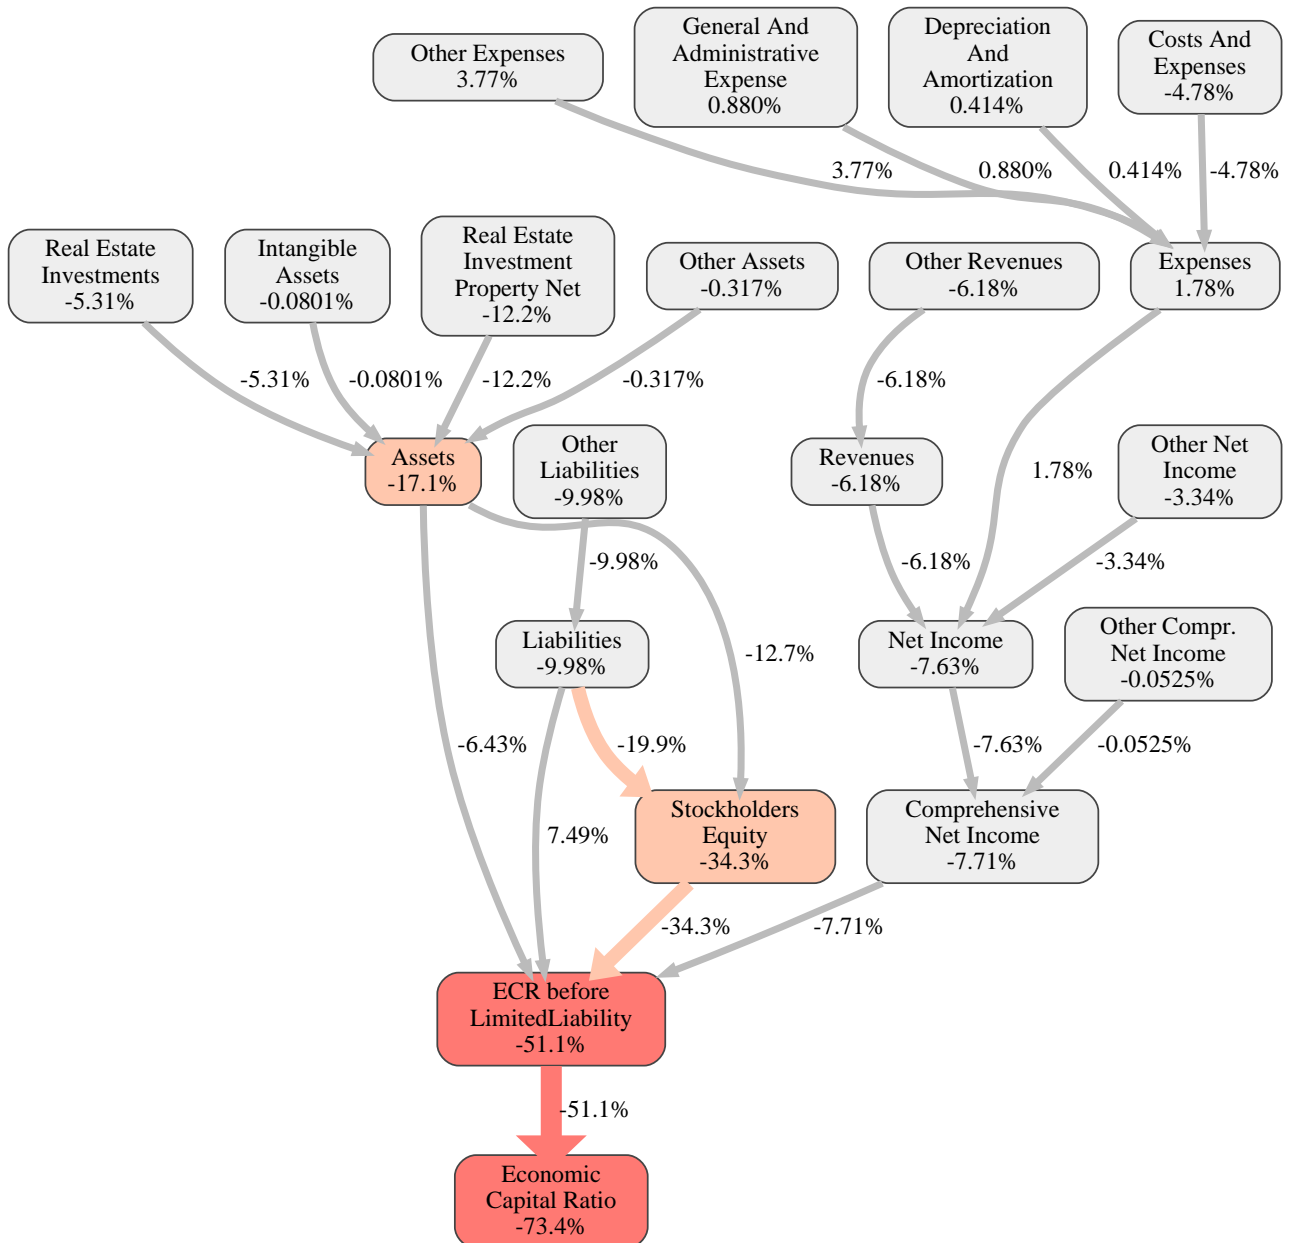 Other Expenses
3.77%
General And
Administrative
Expense
0.880%
Depreciation
And
Amortization
0.414%
Costs And
Expenses
-4.78%
3.77%
0.880%
0.414%
-4.78%
Real Estate
Investments
-5.31%
Intangible
Assets
-0.0801%
Real Estate
Investment
Property Net
-12.2%
Other Assets
-0.317%
Other Revenues
-6.18%
Expenses
1.78%
-5.31%
-0.0801%
-12.2%
-0.317%
-6.18%
Assets
-17.1%
Other
Liabilities
-9.98%
Revenues
-6.18%
1.78%
Other Net
Income
-3.34%
-9.98%
-6.18%
-3.34%
Liabilities
-9.98%
-12.7%
Net Income
-7.63%
Other Compr.
Net Income
-0.0525%
-6.43%
-19.9%
-7.63%
-0.0525%
7.49%
Stockholders
Equity
-34.3%
Comprehensive
Net Income
-7.71%
-34.3%
-7.71%
ECR before
LimitedLiability
-51.1%
-51.1%
Economic
Capital Ratio
-73.4%